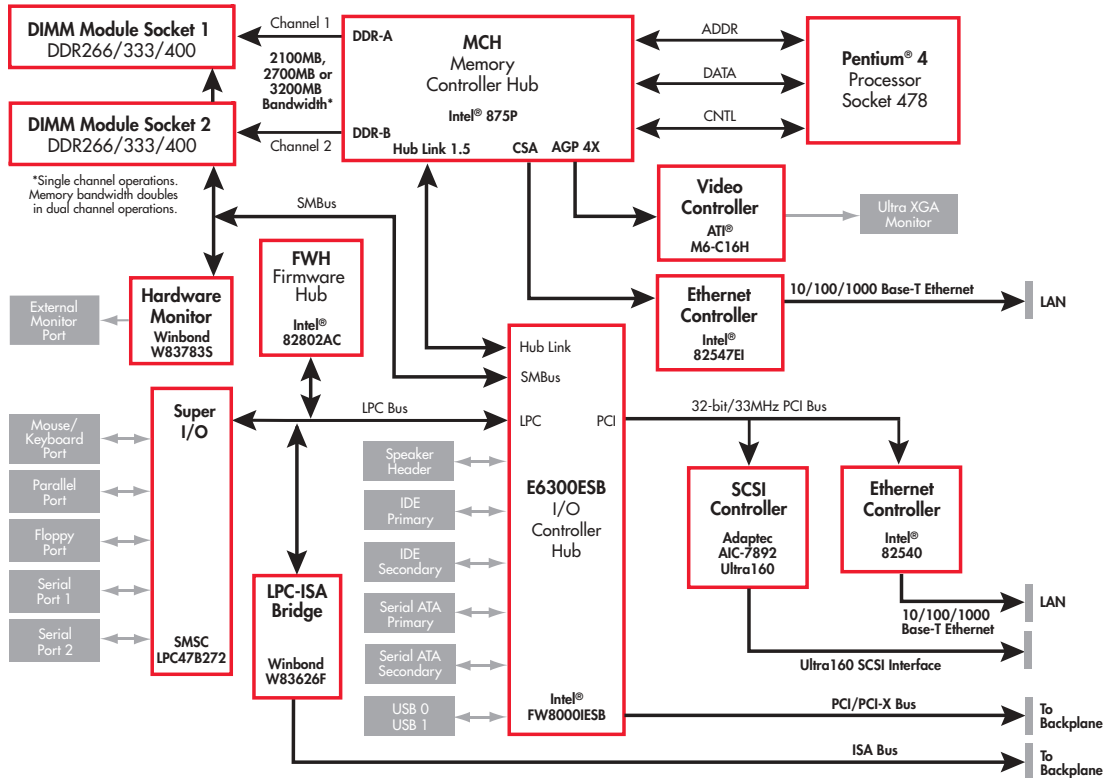 DIMM Module Socket 1
DDR266/333/400
Channel 1
DDR-A
MCH
Memory
Controller Hub
Intel® 875P
2100MB,
2700MB or
3200MB
Bandwidth*
ADDR
DATA
CNTL
Pentium® 4
Processor
Socket 478
DIMM Module Socket 2
DDR266/333/400
DDR-B
Channel 2
Hub Link 1.5
CSA
AGP 4X
*Single channel operations.
Memory bandwidth doubles
in dual channel operations.
SMBus
Video
Controller
ATI®
M6-C16H
Ultra XGA
Monitor
FWH
Firmware
Hub
Intel®
82802AC
External
Monitor
Port
Hardware
Monitor
Winbond
W83783S
Ethernet
Controller
Intel®
82547EI
10/100/1000 Base-T Ethernet
LAN
Hub Link
SMBus
LPC
PCI
E6300ESB
I/O
Controller
Hub
Intel®
FW8000IESB
LPC Bus
32-bit/33MHz PCI Bus
Super
I/O
SMSC
LPC47B272
Mouse/
Keyboard
Port
Parallel
Port
Floppy
Port
Serial
Port 1
Serial
Port 2
Speaker
Header
IDE
Primary
IDE
Secondary
Serial ATA
Primary
Serial ATA
Secondary
USB 0
USB 1
LPC-ISA
Bridge
Winbond
W83626F
SCSI
Controller
Adaptec
AIC-7892
Ultra160
Ethernet
Controller
Intel®
82540
10/100/1000
Base-T Ethernet
LAN
Ultra160 SCSI Interface
PCI/PCI-X Bus
To
Backplane
ISA Bus
To
Backplane